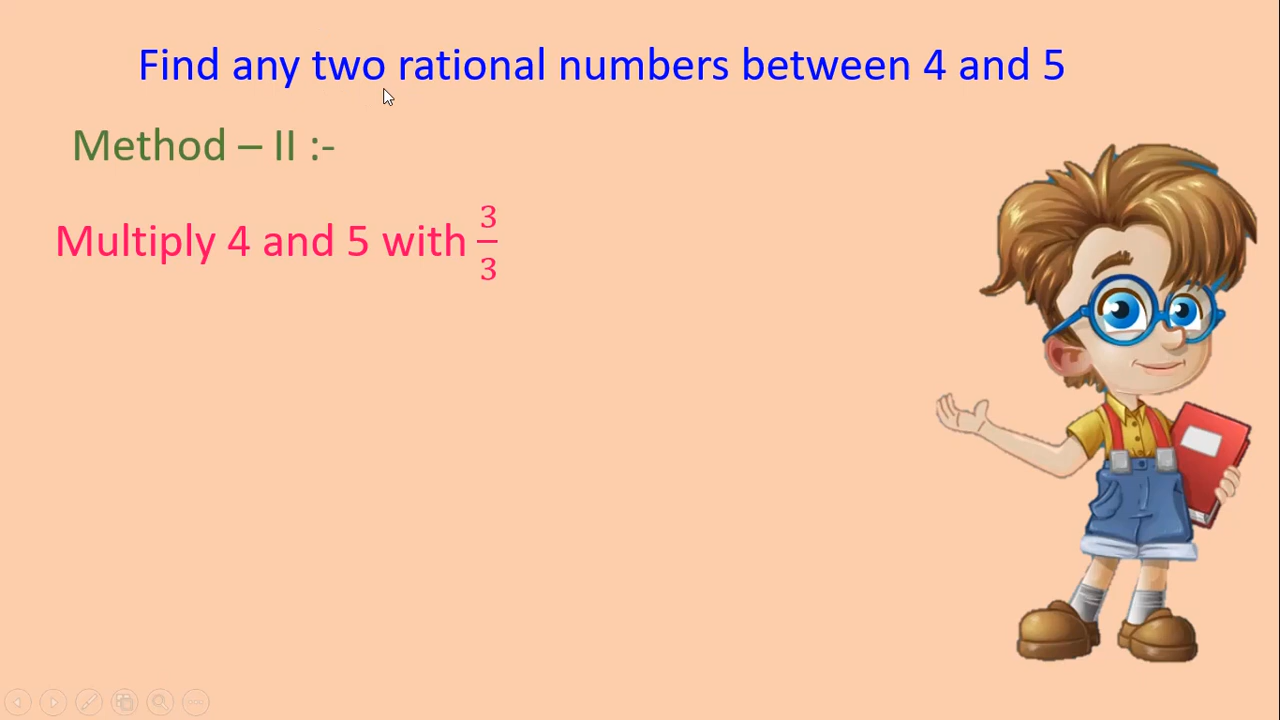 Find any two rational numbers between 4 and 5
Method – II :-
Multiply 4 and 5 with 3/3